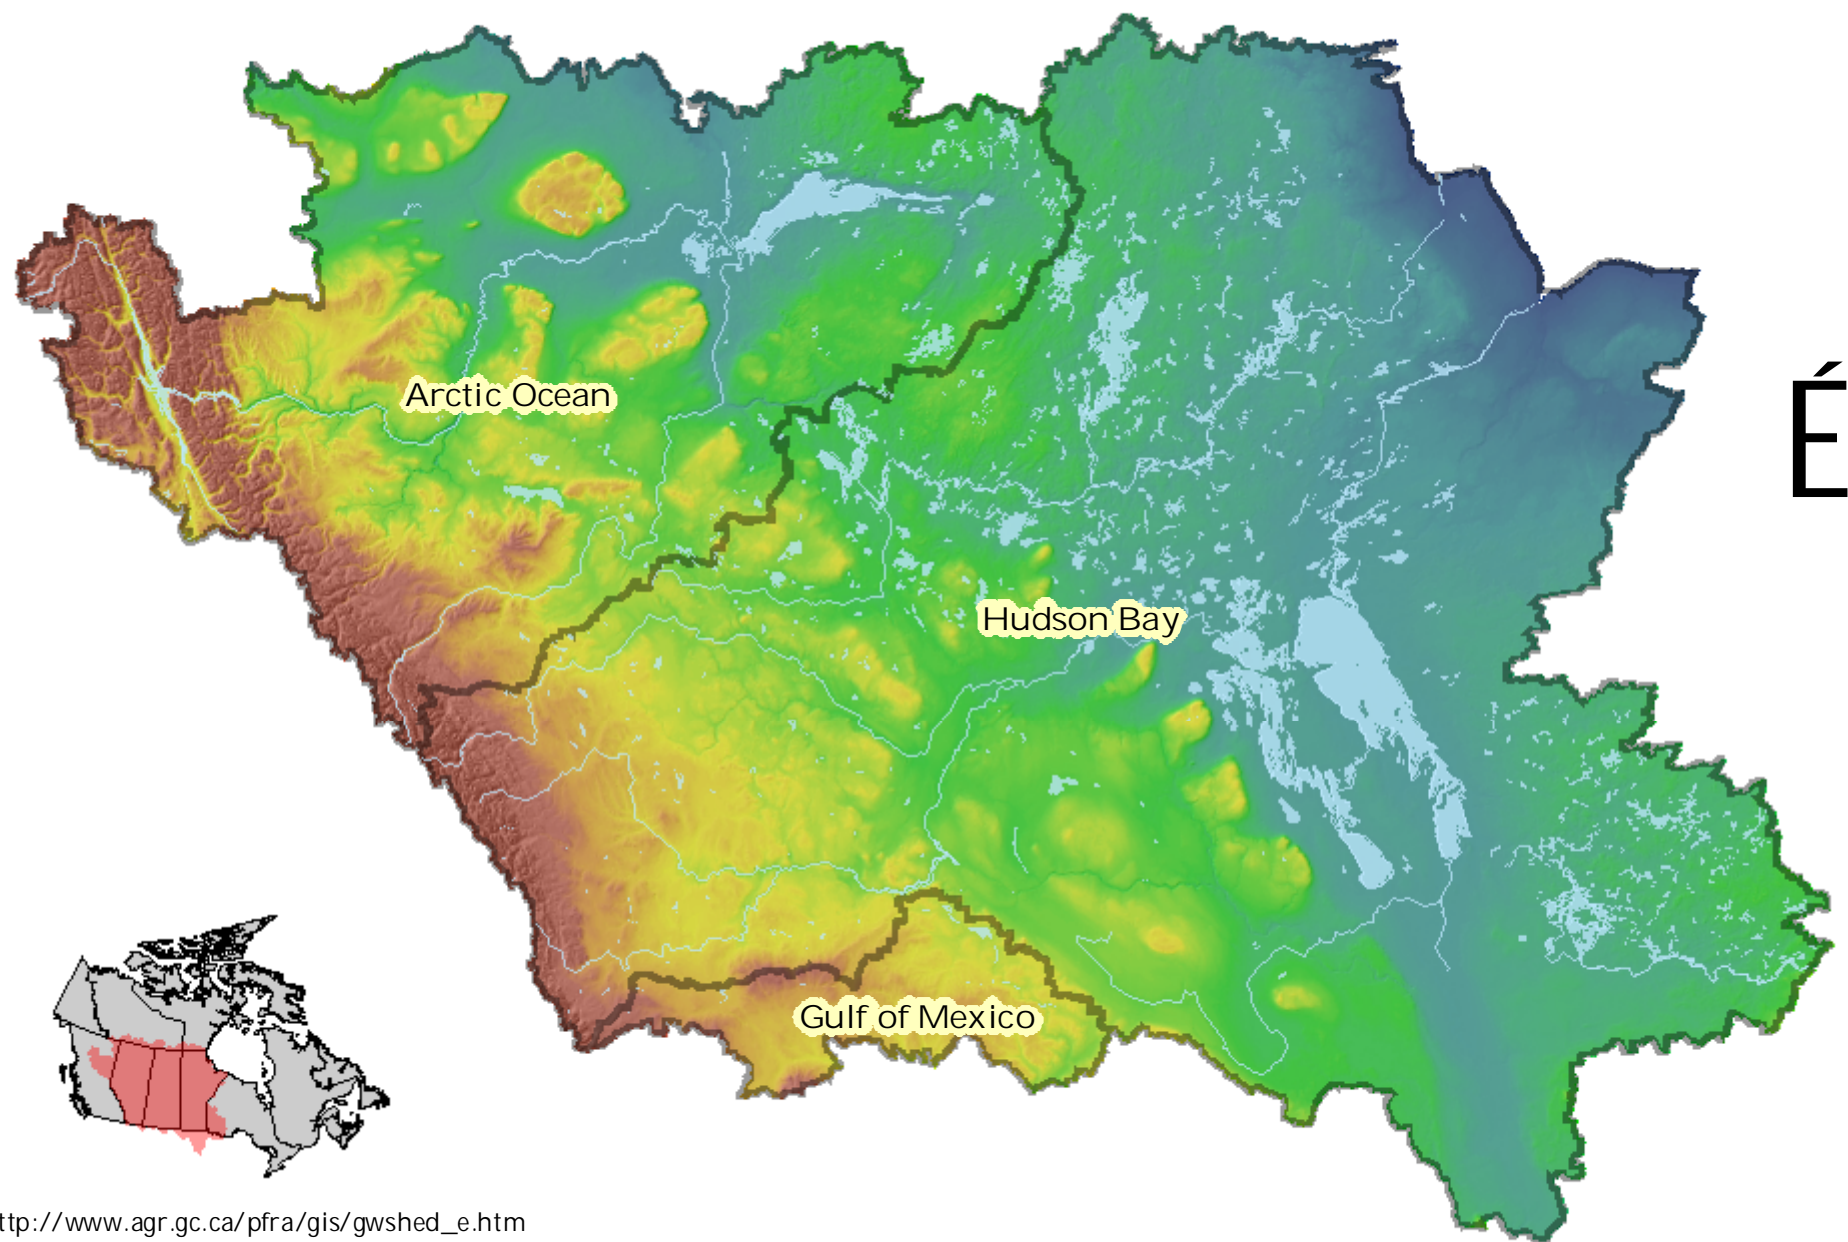 Arctic Ocean
É
Hudson Bay
Gulf of Mexico
ttp://www.agr.gc.ca/pfra/gis/gwshed_e.htm